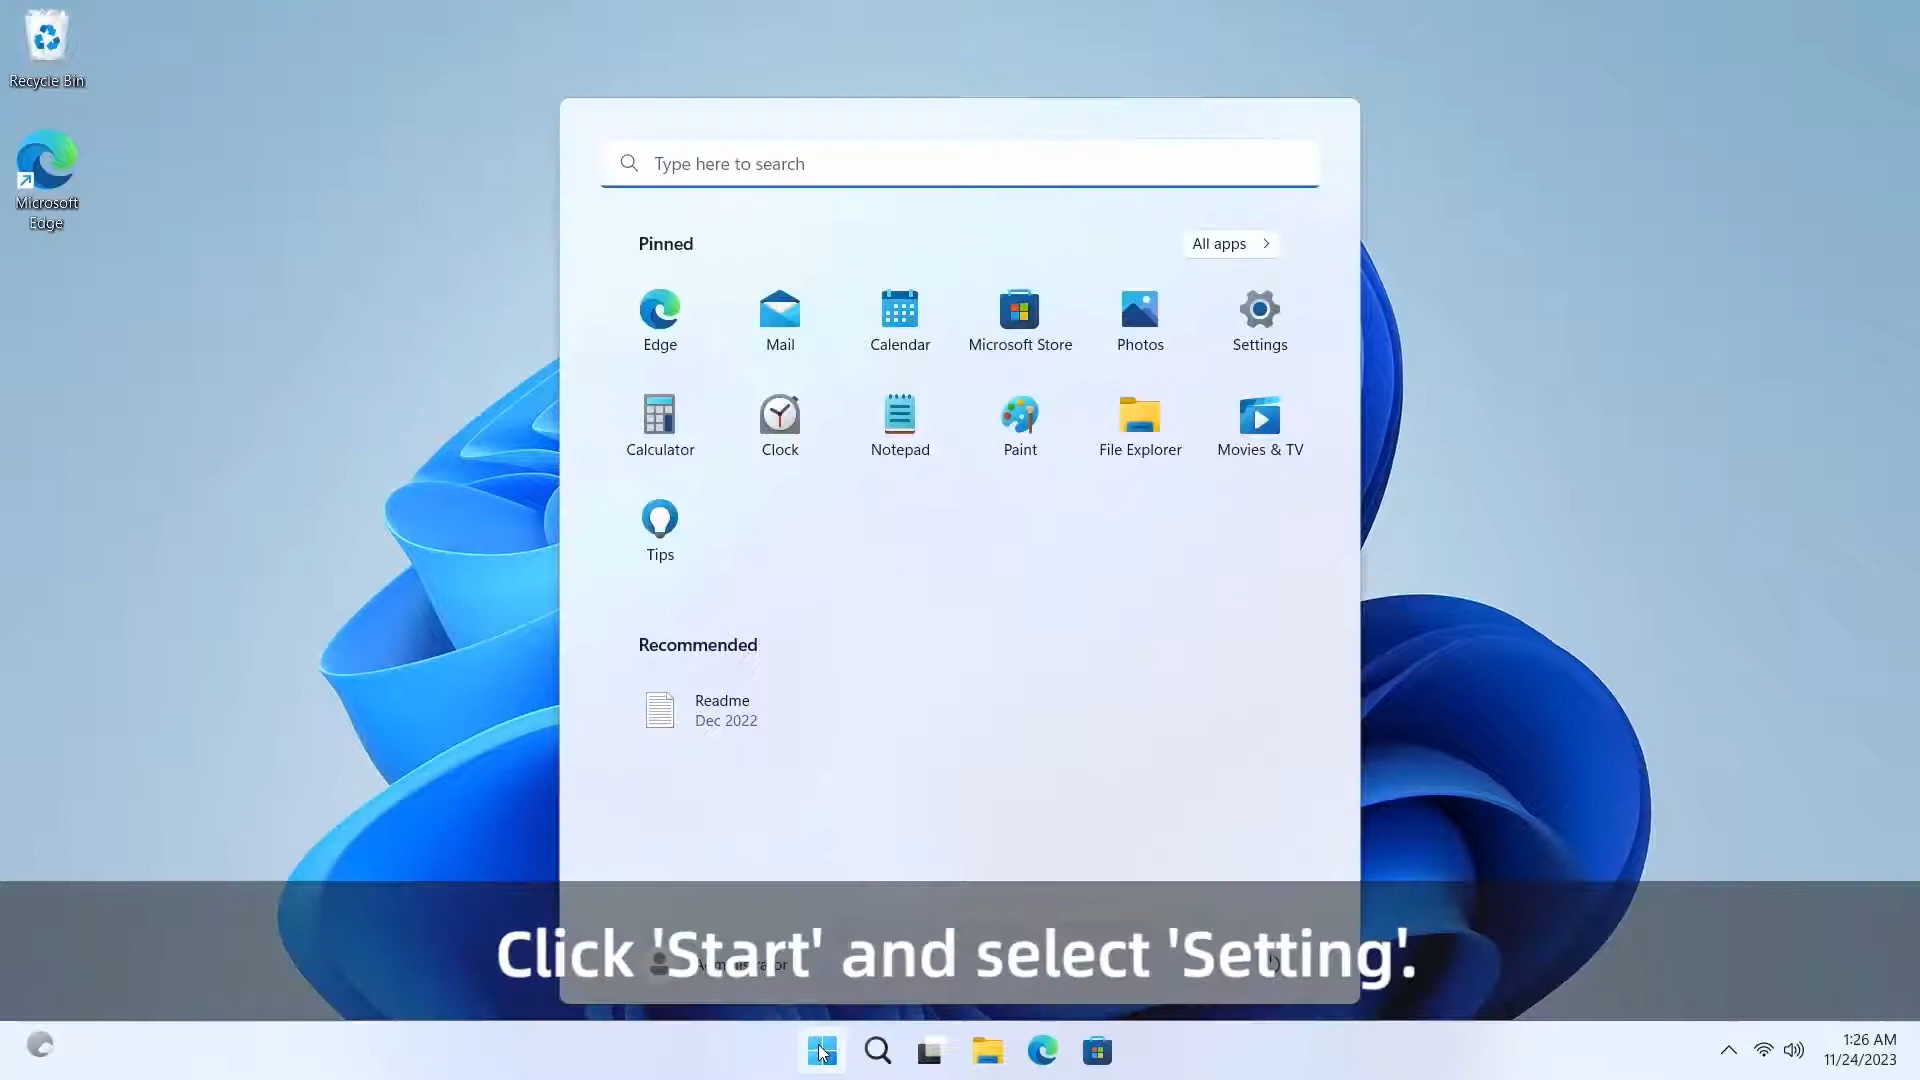 Recycle Bin
Microsoft
Edge
Type here to search
Pinned
All apps
Edge
Mail
Calendar
Microsoft Store
Photos
Settings
Calculator
Clock
Notepad
Paint
File Explorer
Movies & TV
Tips
Recommended
Readme
Dec 2022
Administrator
Click 'Start' and select 'Setting'.
1:26 AM
11/24/2023